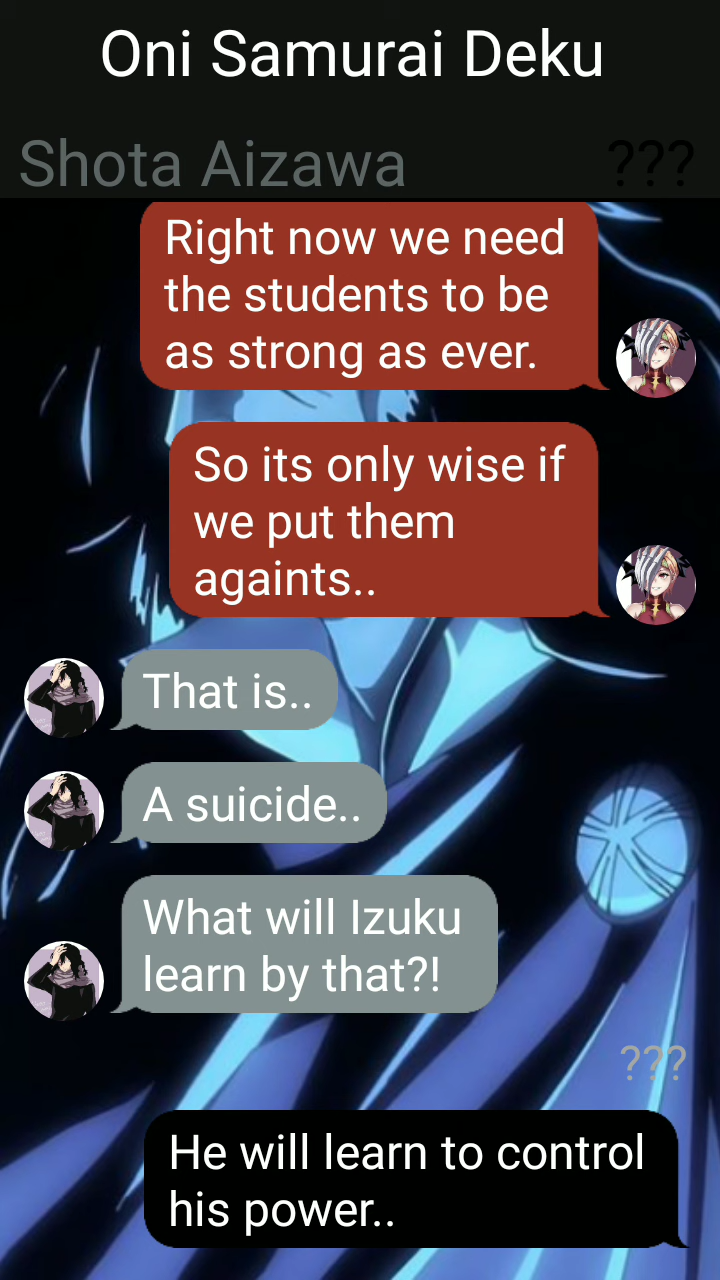 Oni Samurai Deku
Shota Aizawa
???
Right now we need
the students to be
as strong as ever.
So its only wise if
we put them
againts..
That is..
A suicide..
What will Izuku
learn by that?!
???
He will learn to control
his power..